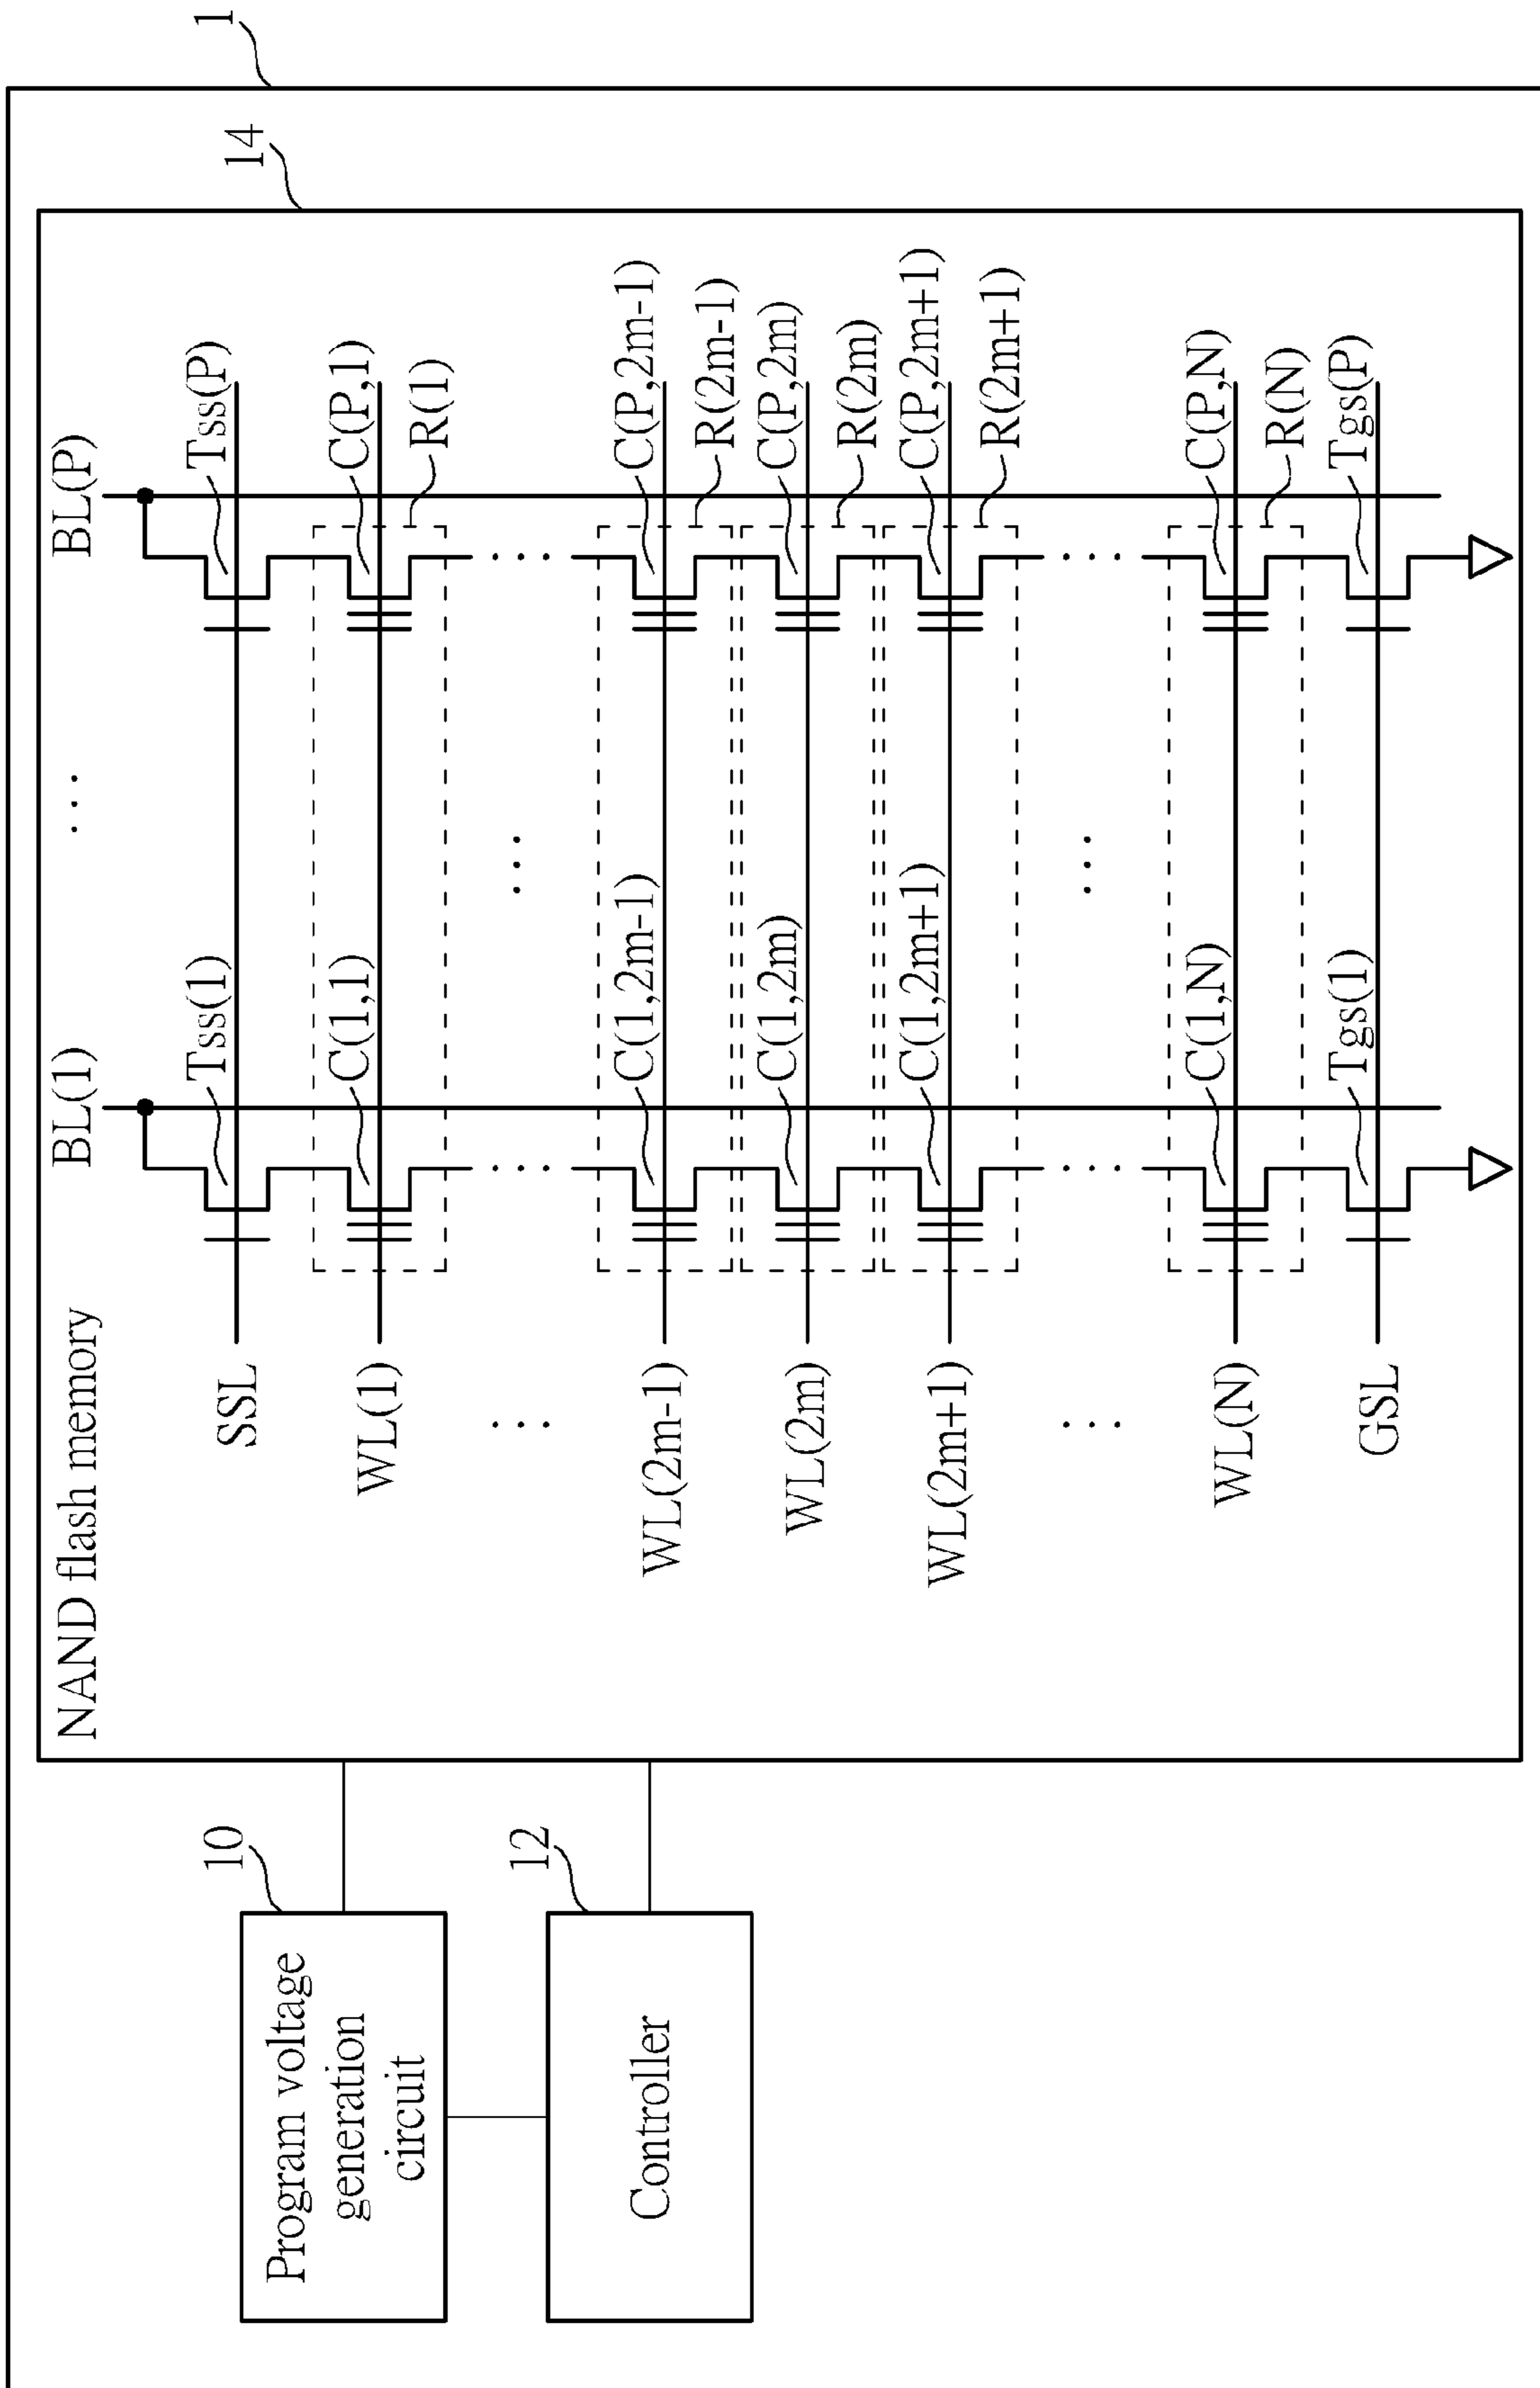 1
14
NAND flash memory
BL(1)
...
BL(P)
SSL
Tss(1)
Tss(P)
WL(1)
C(1,1)
C(P,1)
R(1)
...
...
WL(2m-1)
C(1,2m-1)
C(P,2m-1)
R(2m-1)
WL(2m)
C(1,2m)
C(P,2m)
R(2m)
WL(2m+1)
C(1,2m+1)
C(P,2m+1)
R(2m+1)
...
...
WL(N)
C(1,N)
C(P,N)
R(N)
GSL
Tgs(1)
Tgs(P)
10
Program voltage
generation
circuit
12
Controller